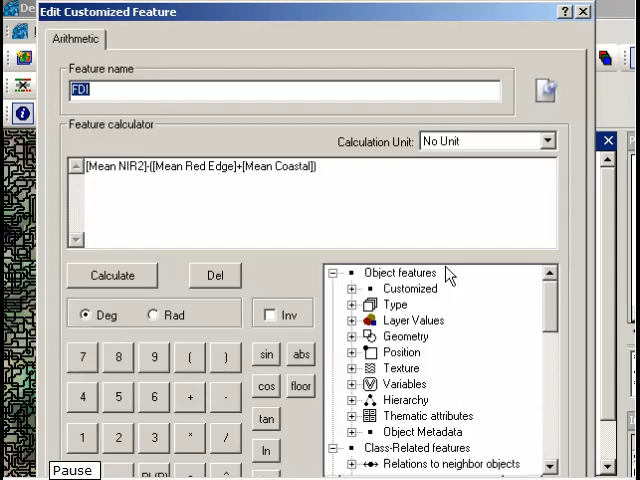 De
Edit Customized Feature
?
Arithmetic
Feature name
FDI
Feature calculator
Calculation Unit:
No Unit
[Mean NIR2]-([Mean Red Edge]+[Mean Coastal])
Calculate
Del
Deg
Rad
Inv
7
8
9
(
)
sin
abs
4
5
6
+
-
cos
floor
1
2
3
*
/
tan
ln
Object features
Customized
Type
Layer Values
Geometry
Position
Texture
Variables
Hierarchy
Thematic attributes
Object Metadata
Class-Related features
Relations to neighbor objects
Pause